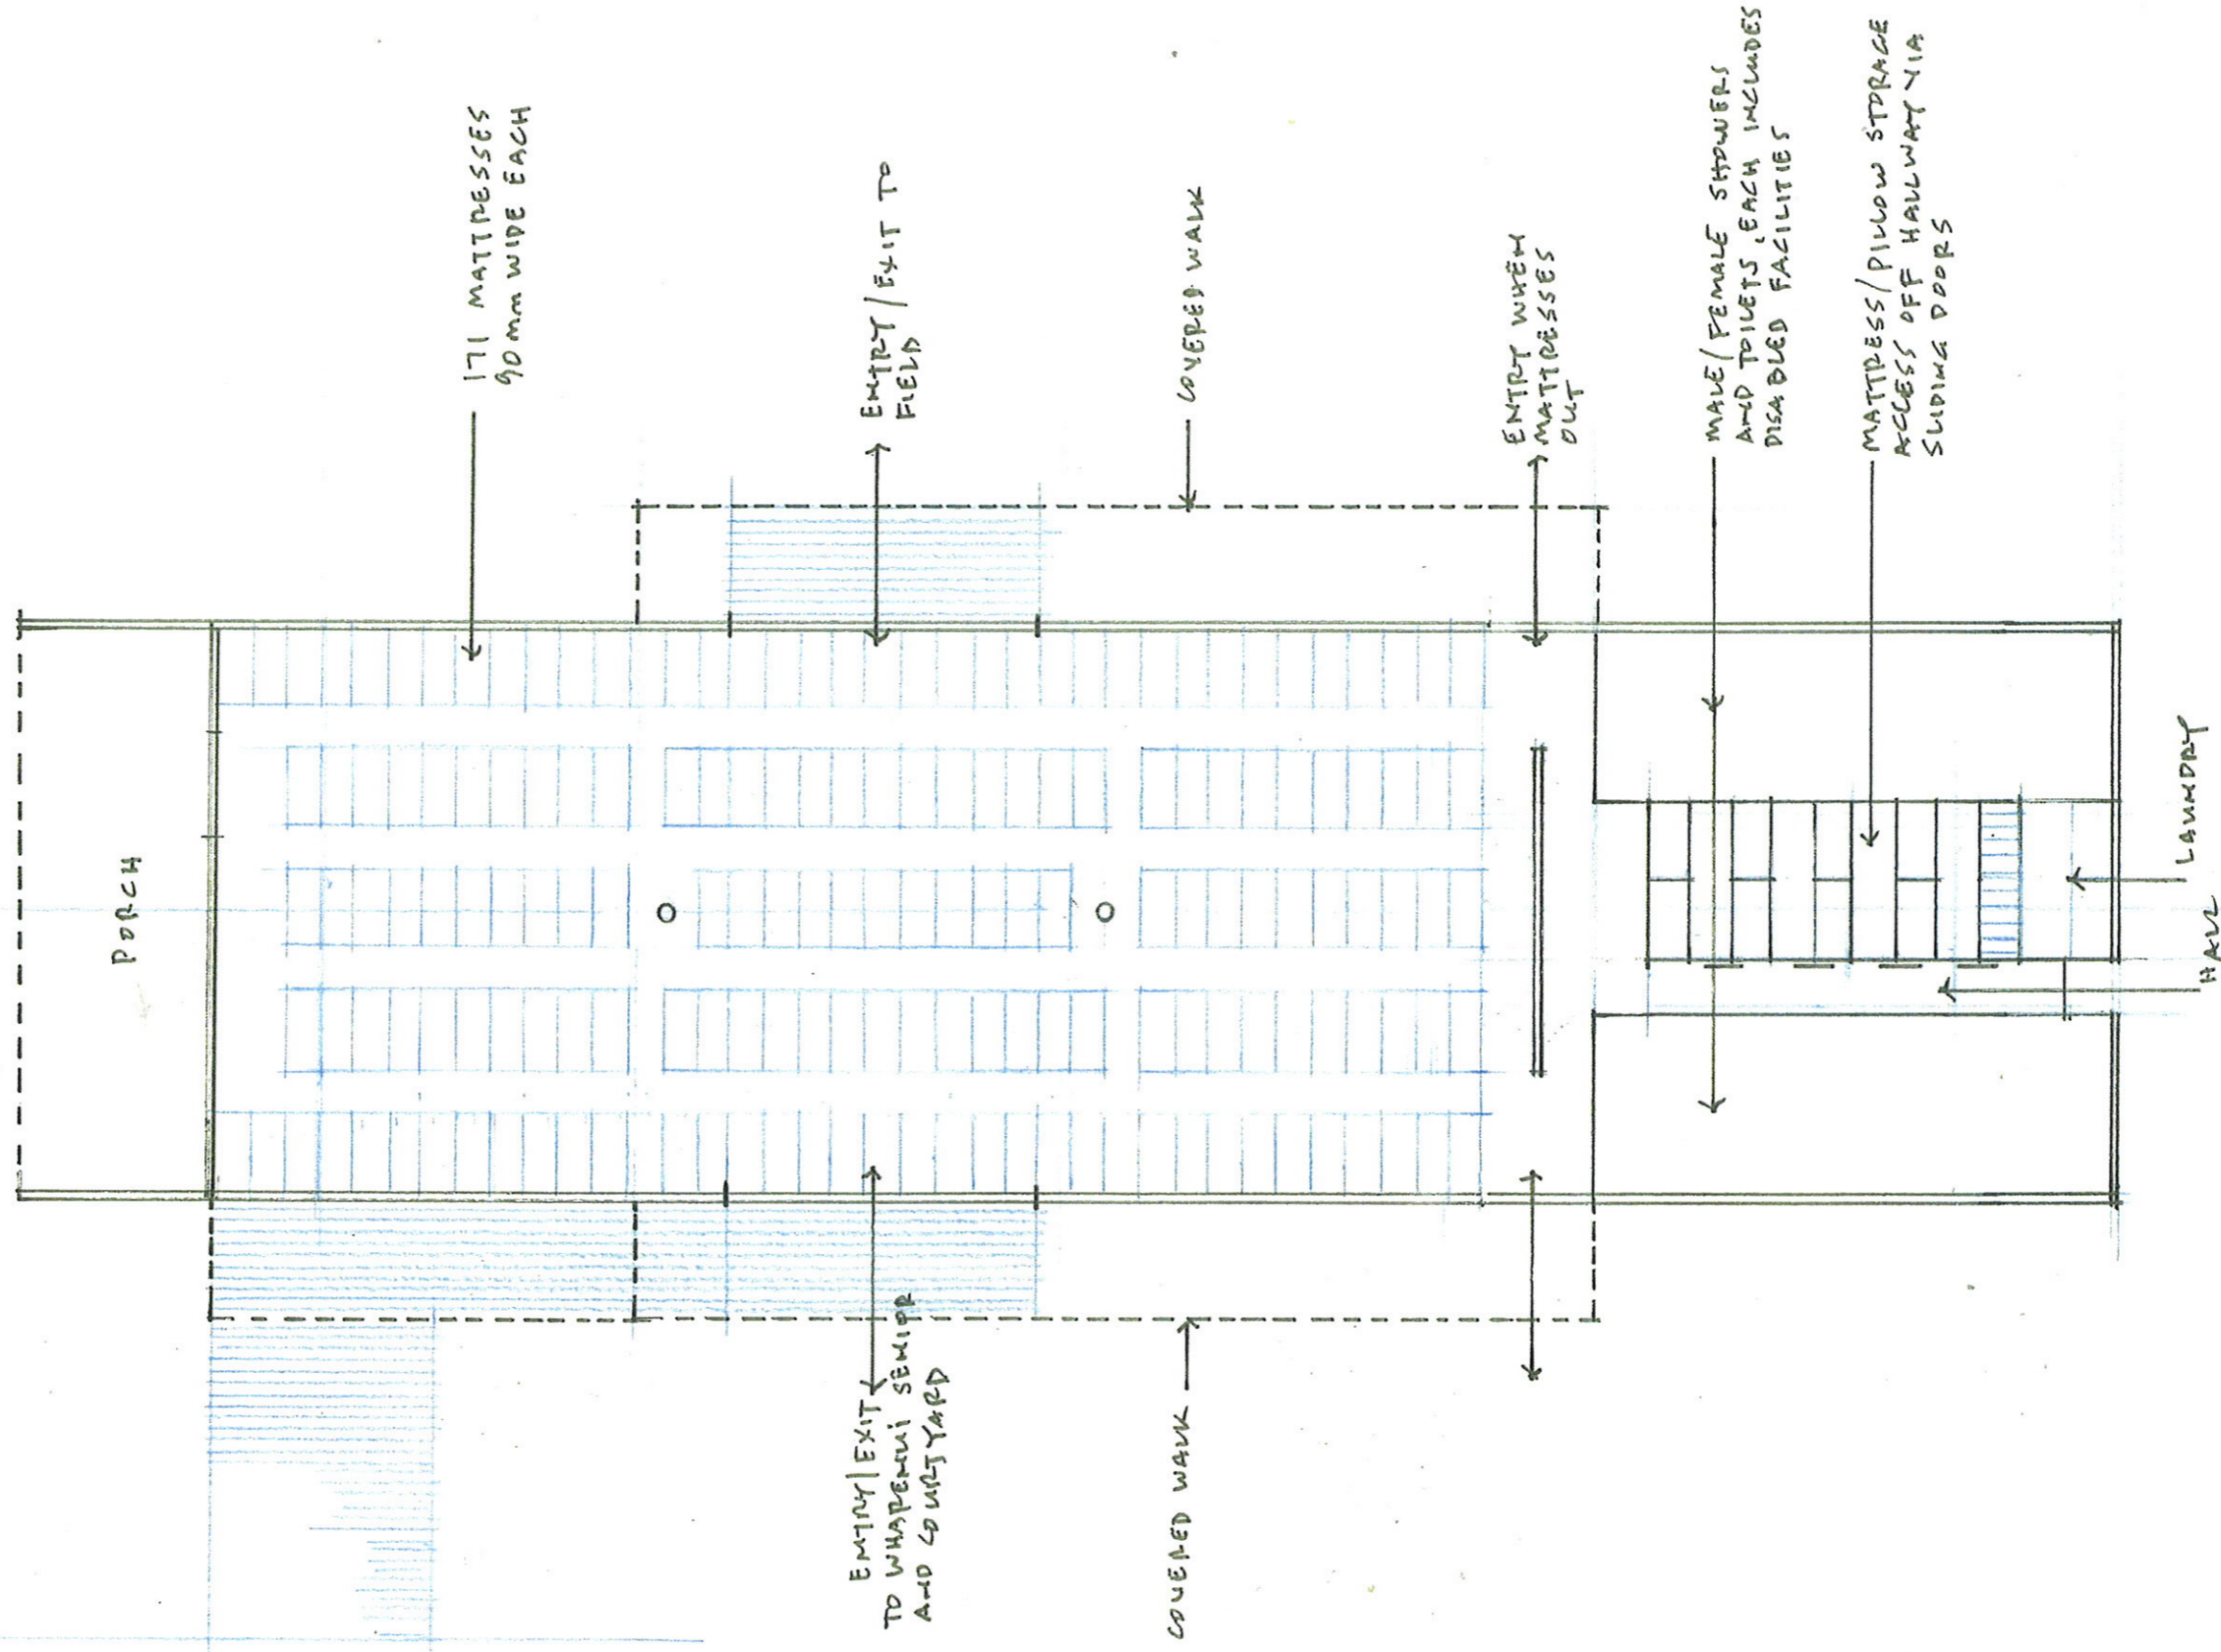 PORCH
171 MATTRESSES
90mm WIDE EACH
ENTRY/EXIT TO
FIELD
COVERED WALK
ENTRY WHEN
MATTRESSES
OUT
MALE/FEMALE SHOWERS
AND TOILETS, EACH INCLUDES
DISABLED FACILITIES
MATTRESS/PILLOW STORAGE
ACCESS OFF HALLWAY VIA
SLIDING DOORS
LAUNDRY
HALL
ENTRY/EXIT
TO WHARENUI SENIOR
AND COURTYARD
COVERED WALK